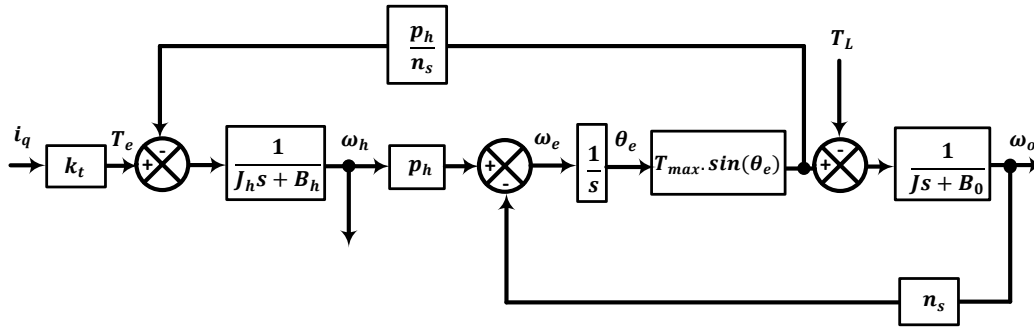 p_h
n_s
T_L
i_q
k_t
T_e
-
+
1
J_h s + B_h
ω_h
p_h
+
-
ω_e
1
s
θ_e
T_max. sin(θ_e)
-
+
1
Js + B_0
ω_o
n_s